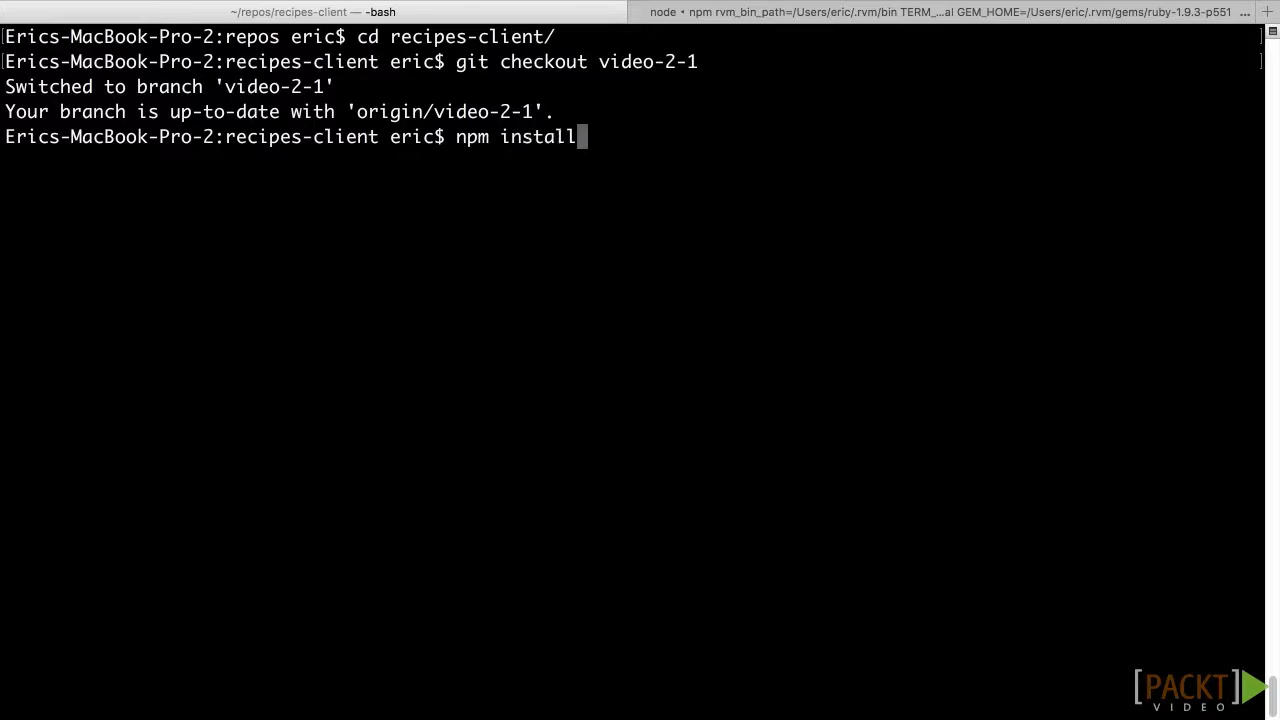 ~/repos/recipes-client — -bash
node • npm rvm_bin_path=/Users/eric/.rvm/bin TERM_...al GEM_HOME=/Users/eric/.rvm/gems/ruby-1.9.3-p551 ...
Erics-MacBook-Pro-2:repos eric$ cd recipes-client/
Erics-MacBook-Pro-2:recipes-client eric$ git checkout video-2-1
Switched to branch 'video-2-1'
Your branch is up-to-date with 'origin/video-2-1'.
Erics-MacBook-Pro-2:recipes-client eric$ npm install
[PACKT]
VIDEO